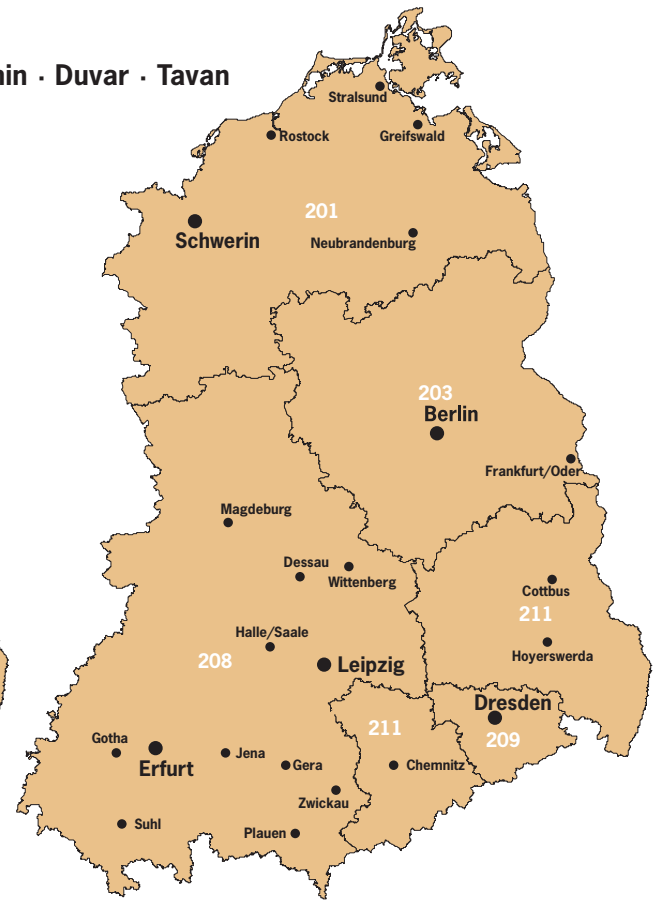 · Duvar · Tavan
Stralsund
Rostock
Greifswald
201
Schwerin
Neubrandenburg
203
Berlin
Frankfurt/Oder
Magdeburg
Dessau
Wittenberg
Cottbus
211
Halle/Saale
Hoyerswerda
208
Leipzig
Dresden
211
209
Gotha
Erfurt
Jena
Gera
Chemnitz
Zwickau
Suhl
Plauen